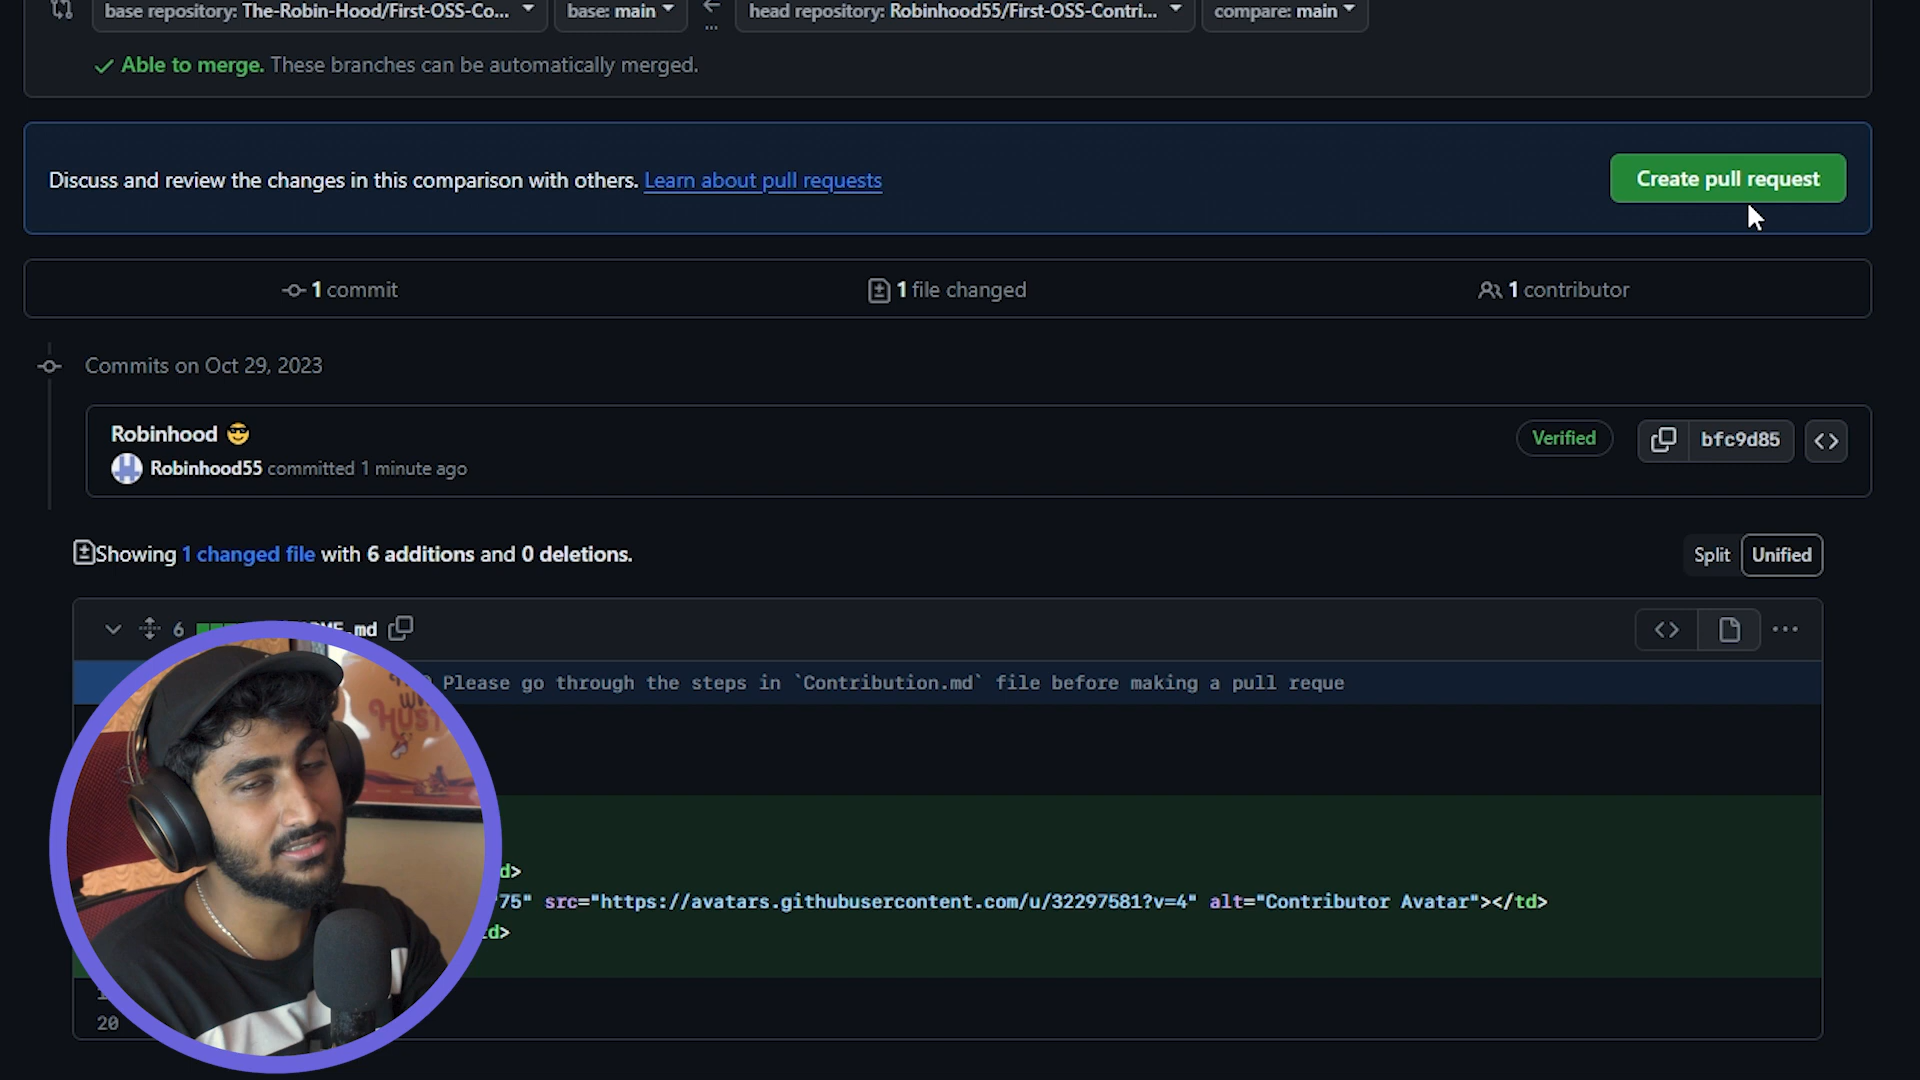 base repository: The-Robin-Hood/First-OSS-Co... base: main ... head repository: Robinhood55/First-OSS-Contri... compare: main
Able to merge. These branches can be automatically merged.
Discuss and review the changes in this comparison with others. Learn about pull requests
Create pull request
1 commit
1 file changed
1 contributor
Commits on Oct 29, 2023
Robinhood 😎
Robinhood55 committed 1 minute ago
Verified
bfc9d85
Showing 1 changed file with 6 additions and 0 deletions.
Split
Unified
6
.md
Please go through the steps in `Contribution.md` file before making a pull reque
d>
75" src="https://avatars.githubusercontent.com/u/32297581?v=4" alt="Contributor Avatar"></td>
td>
20